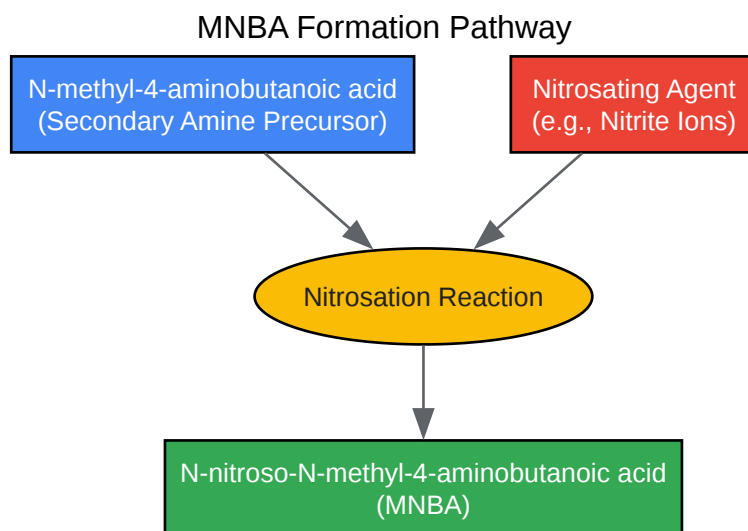 MNBA Formation Pathway
N-methyl-4-aminobutanoic acid
(Secondary Amine Precursor)
Nitrosating Agent
(e.g., Nitrite Ions)
Nitrosation Reaction
N-nitroso-N-methyl-4-aminobutanoic acid
(MNBA)